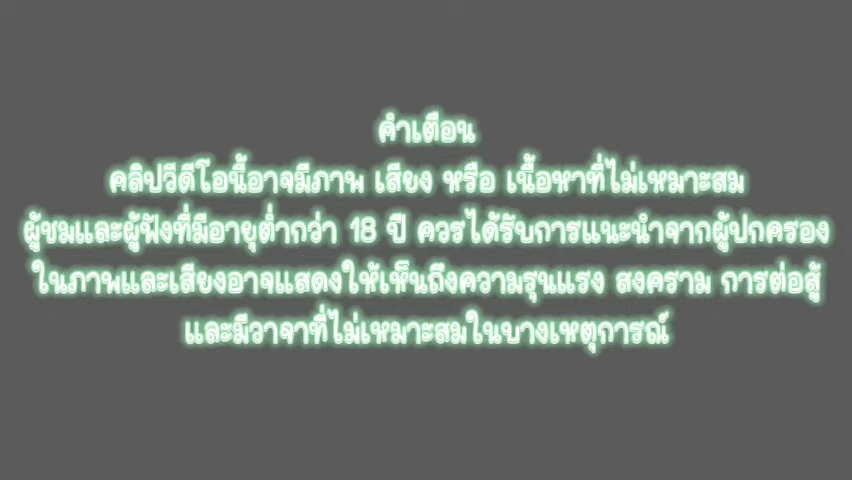 คำเตือน
คลิปวีดีโอนี้อาจมีภาพ เสียง หรือ เนื้อหาที่ไม่เหมาะสม
ผู้ชมและผู้ฟังที่มีอายุต่ำกว่า 18 ปี ควรได้รับการแนะนำจากผู้ปกครอง
ในภาพและเสียงอาจแสดงให้เห็นถึงความรุนแรง สงคราม การต่อสู้
และมีวาจาที่ไม่เหมาะสมในบางเหตุการณ์